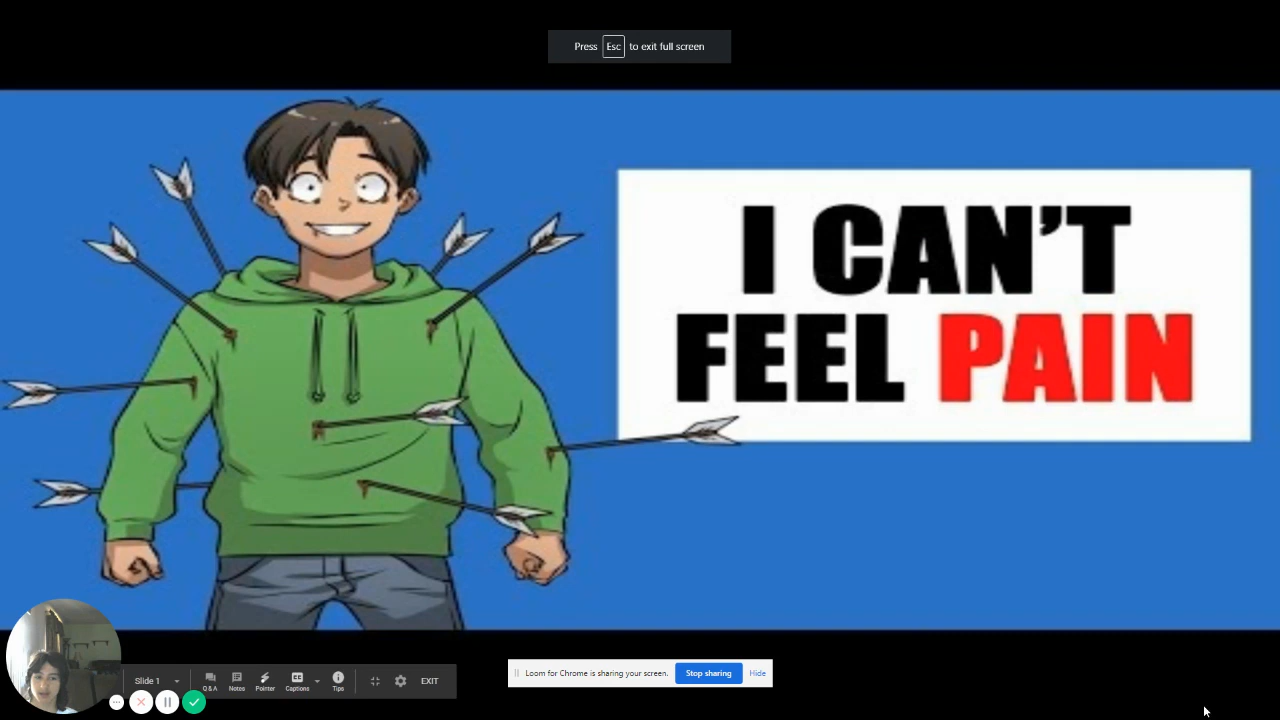 Press Esc to exit full screen
I CAN'T
FEEL PAIN
Slide 1
Q & A
Notes
Pointer
Captions
Tips
EXIT
Loom for Chrome is sharing your screen.
Stop sharing
Hide